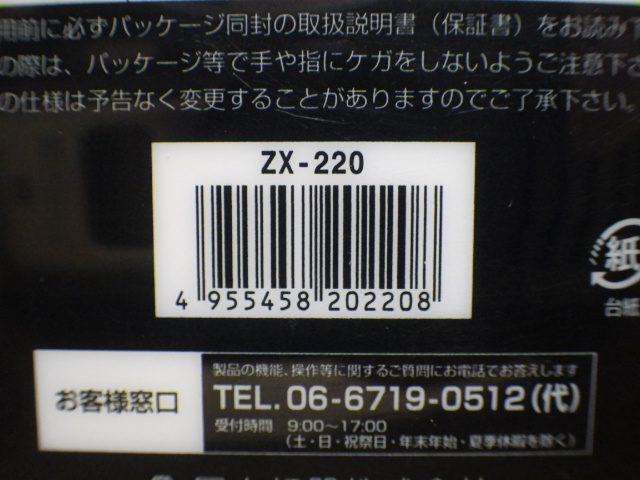 用前に必ずパッケージ同封の取扱説明書（保証書）をお読み下
の際は、パッケージ等で手や指にケガをしないようご注意下さ
の仕様は予告なく変更することがありますのでご了承下さい。
ZX-220
4 955458 202208
紙
台紙
お客様窓口
製品の機能、操作等に関するご質問にお電話でお答えします
TEL. 06-6719-0512（代）
受付時間 9:00〜17:00
（土・日・祝祭日・年末年始・夏季休暇を除く）